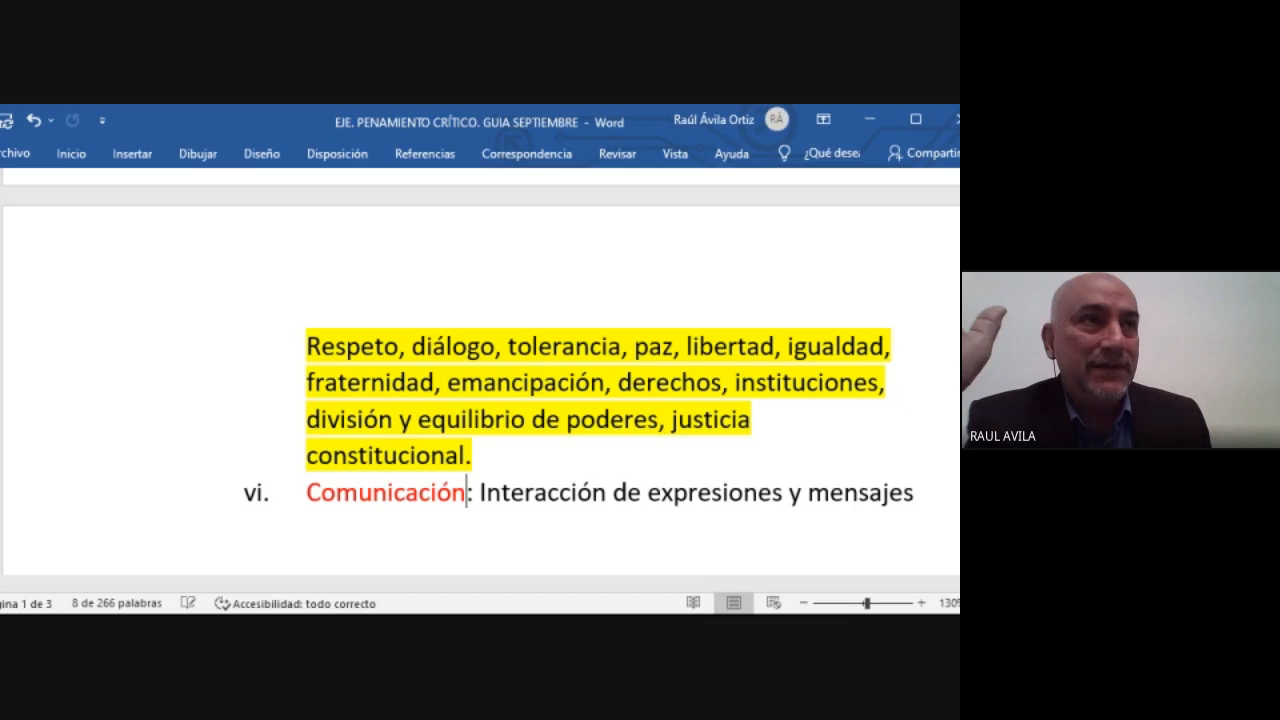 EJE. PENAMIENTO CRÍTICO. GUIA SEPTIEMBRE - Word
Raúl Ávila Ortiz RÁ
rchivo Inicio Insertar Dibujar Diseño Disposición Referencias Correspondencia Revisar Vista Ayuda ¿Qué dese Compartir
Respeto, diálogo, tolerancia, paz, libertad, igualdad,
fraternidad, emancipación, derechos, instituciones,
división y equilibrio de poderes, justicia
constitucional.
vi. Comunicación: Interacción de expresiones y mensajes
RAUL AVILA
gina 1 de 3 8 de 266 palabras Accesibilidad: todo correcto 130%